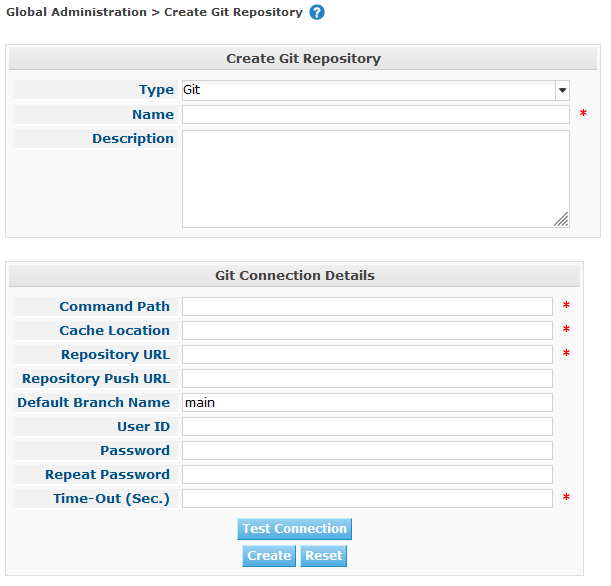 Global Administration > Create Git Repository ?
Create Git Repository
Type Git
Name *
Description
Git Connection Details
Command Path *
Cache Location *
Repository URL *
Repository Push URL
Default Branch Name main
User ID
Password
Repeat Password
Time-Out (Sec.) *
Test Connection
Create Reset